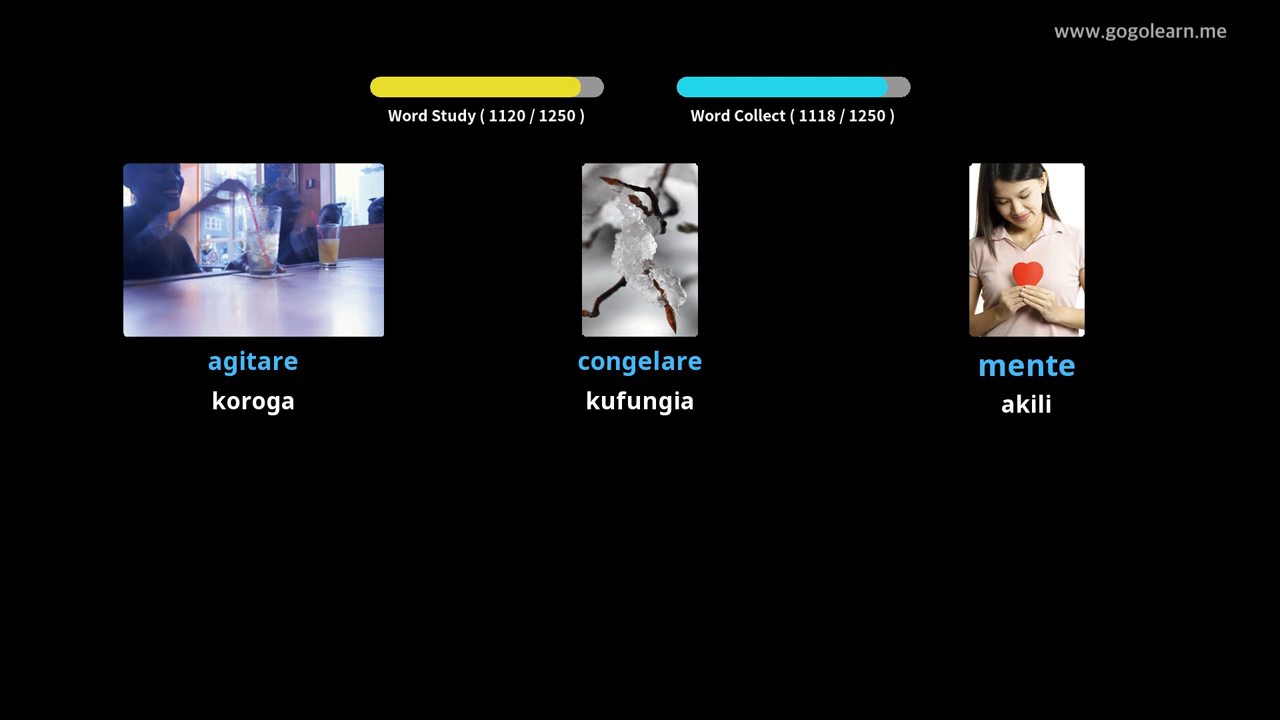 www.gogolearn.me
Word Study ( 1120 / 1250 )
Word Collect ( 1118 / 1250 )
agitare
koroga
congelare
kufungia
mente
akili